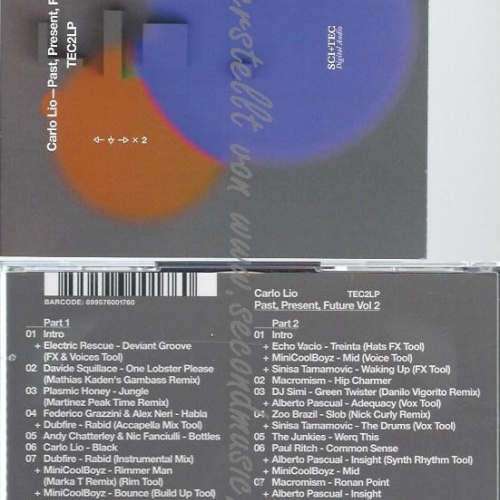 Carlo Lio—Past, Present, F
TEC2LP
× 2
SCI+TEC
Digital Audio
BARCODE: 899576001760
Part 1
01 Intro
+ Electric Rescue - Deviant Groove
(FX & Voices Tool)
02 Davide Squillace - One Lobster Please
(Mathias Kaden's Gambass Remix)
03 Plasmic Honey - Jungle
(Martinez Peak Time Remix)
04 Federico Grazzini & Alex Neri - Habla
+ Dubfire - Rabid (Accapella Mix Tool)
05 Andy Chatterley & Nic Fanciulli - Bottles
06 Carlo Lio - Black
07 Dubfire - Rabid (Instrumental Mix)
+ MiniCoolBoyz - Rimmer Man
(Marka T Remix) (Rim Tool)
+ MiniCoolBoyz - Bounce (Build Up Tool)
Carlo Lio TEC2LP
Past, Present, Future Vol 2
Part 2
01 Intro
+ Echo Vacio - Treinta (Hats FX Tool)
+ MiniCoolBoyz - Mid (Voice Tool)
+ Sinisa Tamamovic - Waking Up (FX Tool)
02 Macromism - Hip Charmer
03 DJ Simi - Green Twister (Danilo Vigorito Remix)
+ Alberto Pascual - Adequacy (Vox Tool)
04 Zoo Brazil - Slob (Nick Curly Remix)
+ Sinisa Tamamovic - The Drums (Vox Tool)
05 The Junkies - Werq This
06 Paul Ritch - Common Sense
+ Alberto Pascual - Insight (Synth Rhythm Tool)
+ MiniCoolBoyz - Mid
07 Macromism - Ronan Point
+ Alberto Pascual - Insight
erstellt von www.secondmusic